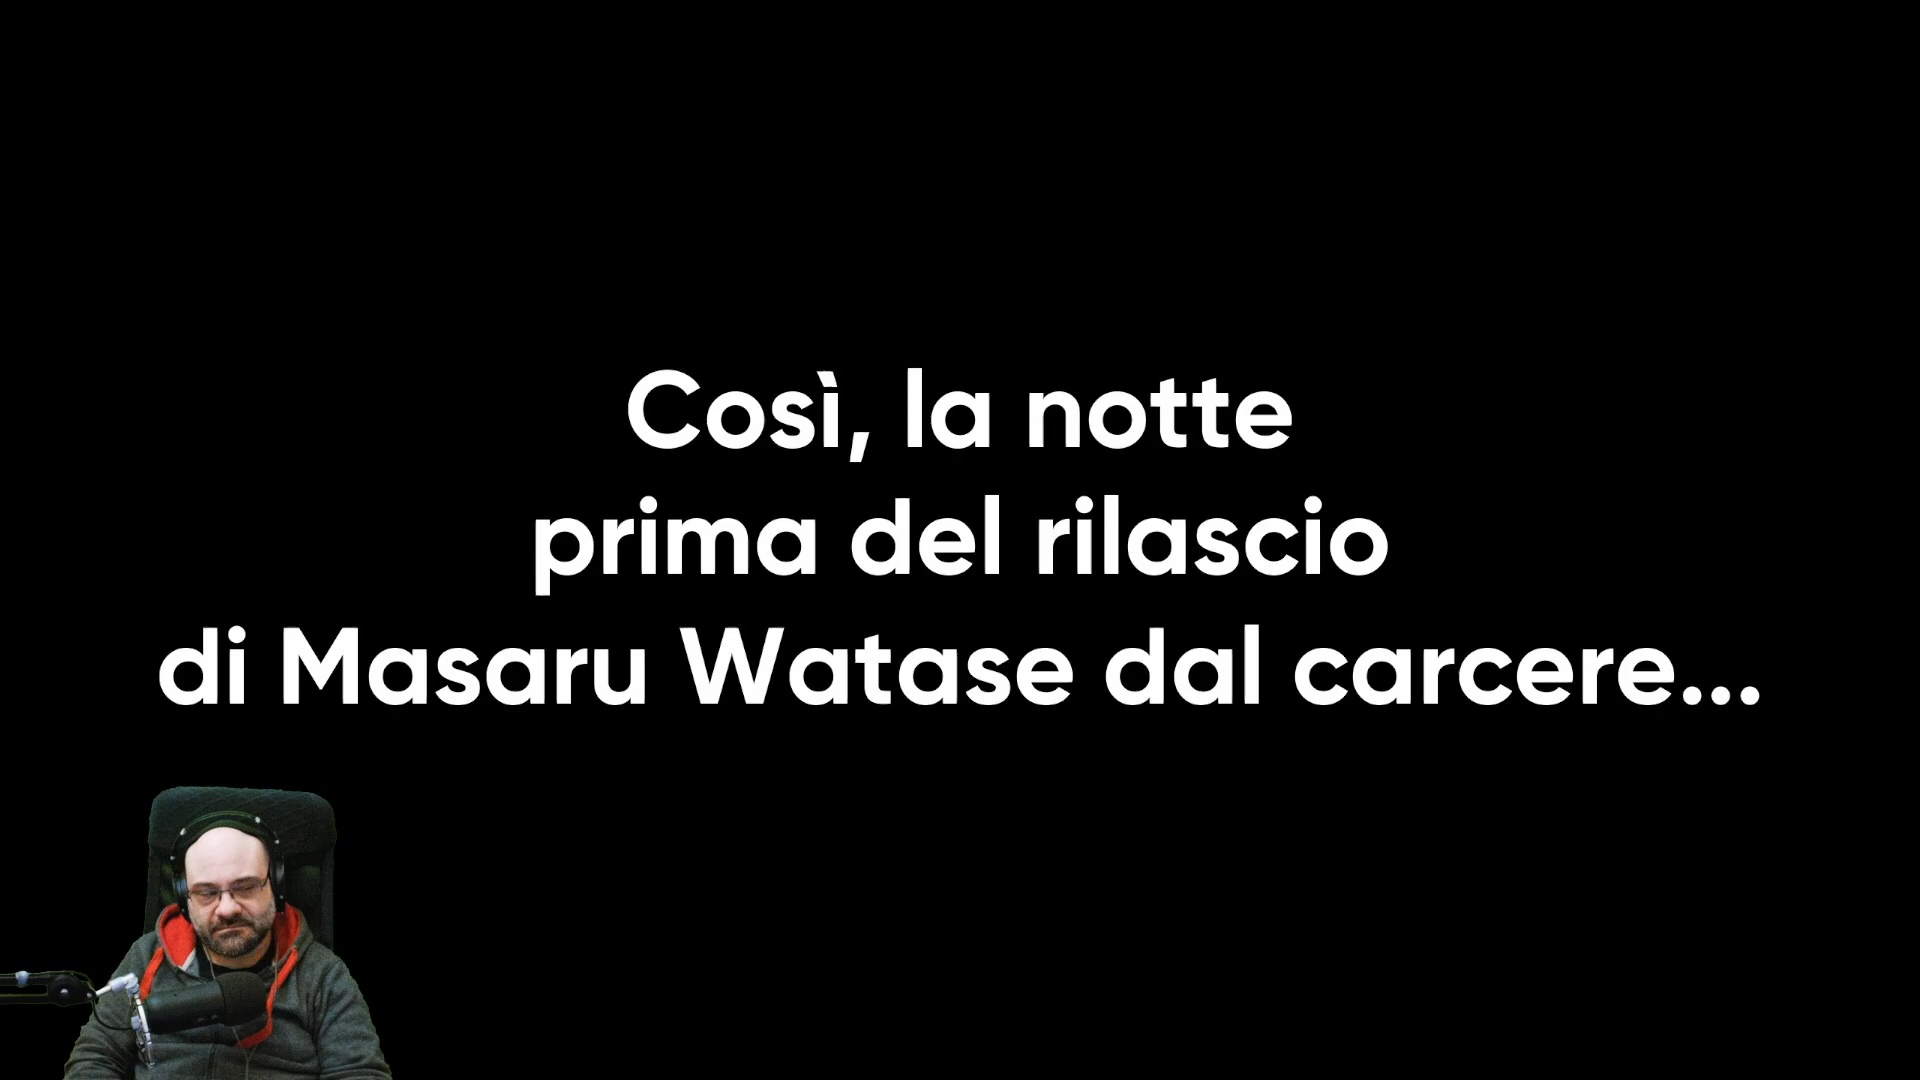 Così, la notte
prima del rilascio
di Masaru Watase dal carcere...